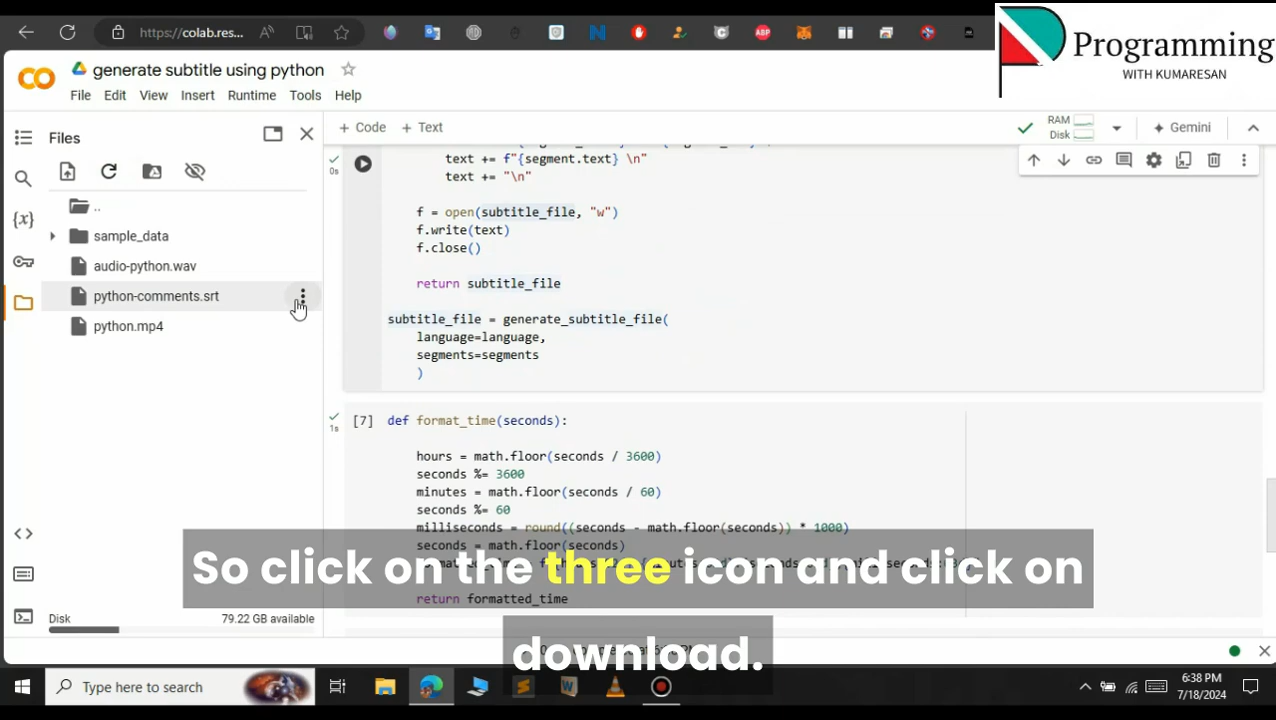 https://colab.res...
Programming
WITH KUMARESAN
generate subtitle using python
File Edit View Insert Runtime Tools Help
Files
+ Code + Text
RAM
Disk
Gemini
..
sample_data
audio-python.wav
python-comments.srt
python.mp4
0s
text += f"{segment.text} \n"
text += "\n"
f = open(subtitle_file, "w")
f.write(text)
f.close()
return subtitle_file
subtitle_file = generate_subtitle_file(
language=language,
segments=segments
)
1s
[7] def format_time(seconds):
hours = math.floor(seconds / 3600)
seconds %= 3600
minutes = math.floor(seconds / 60)
seconds %= 60
milliseconds = round((seconds - math.floor(seconds)) * 1000)
seconds = math.floor(seconds)
return formatted_time
So click on the three icon and click on
download.
Disk 79.22 GB available
Type here to search
6:38 PM
7/18/2024